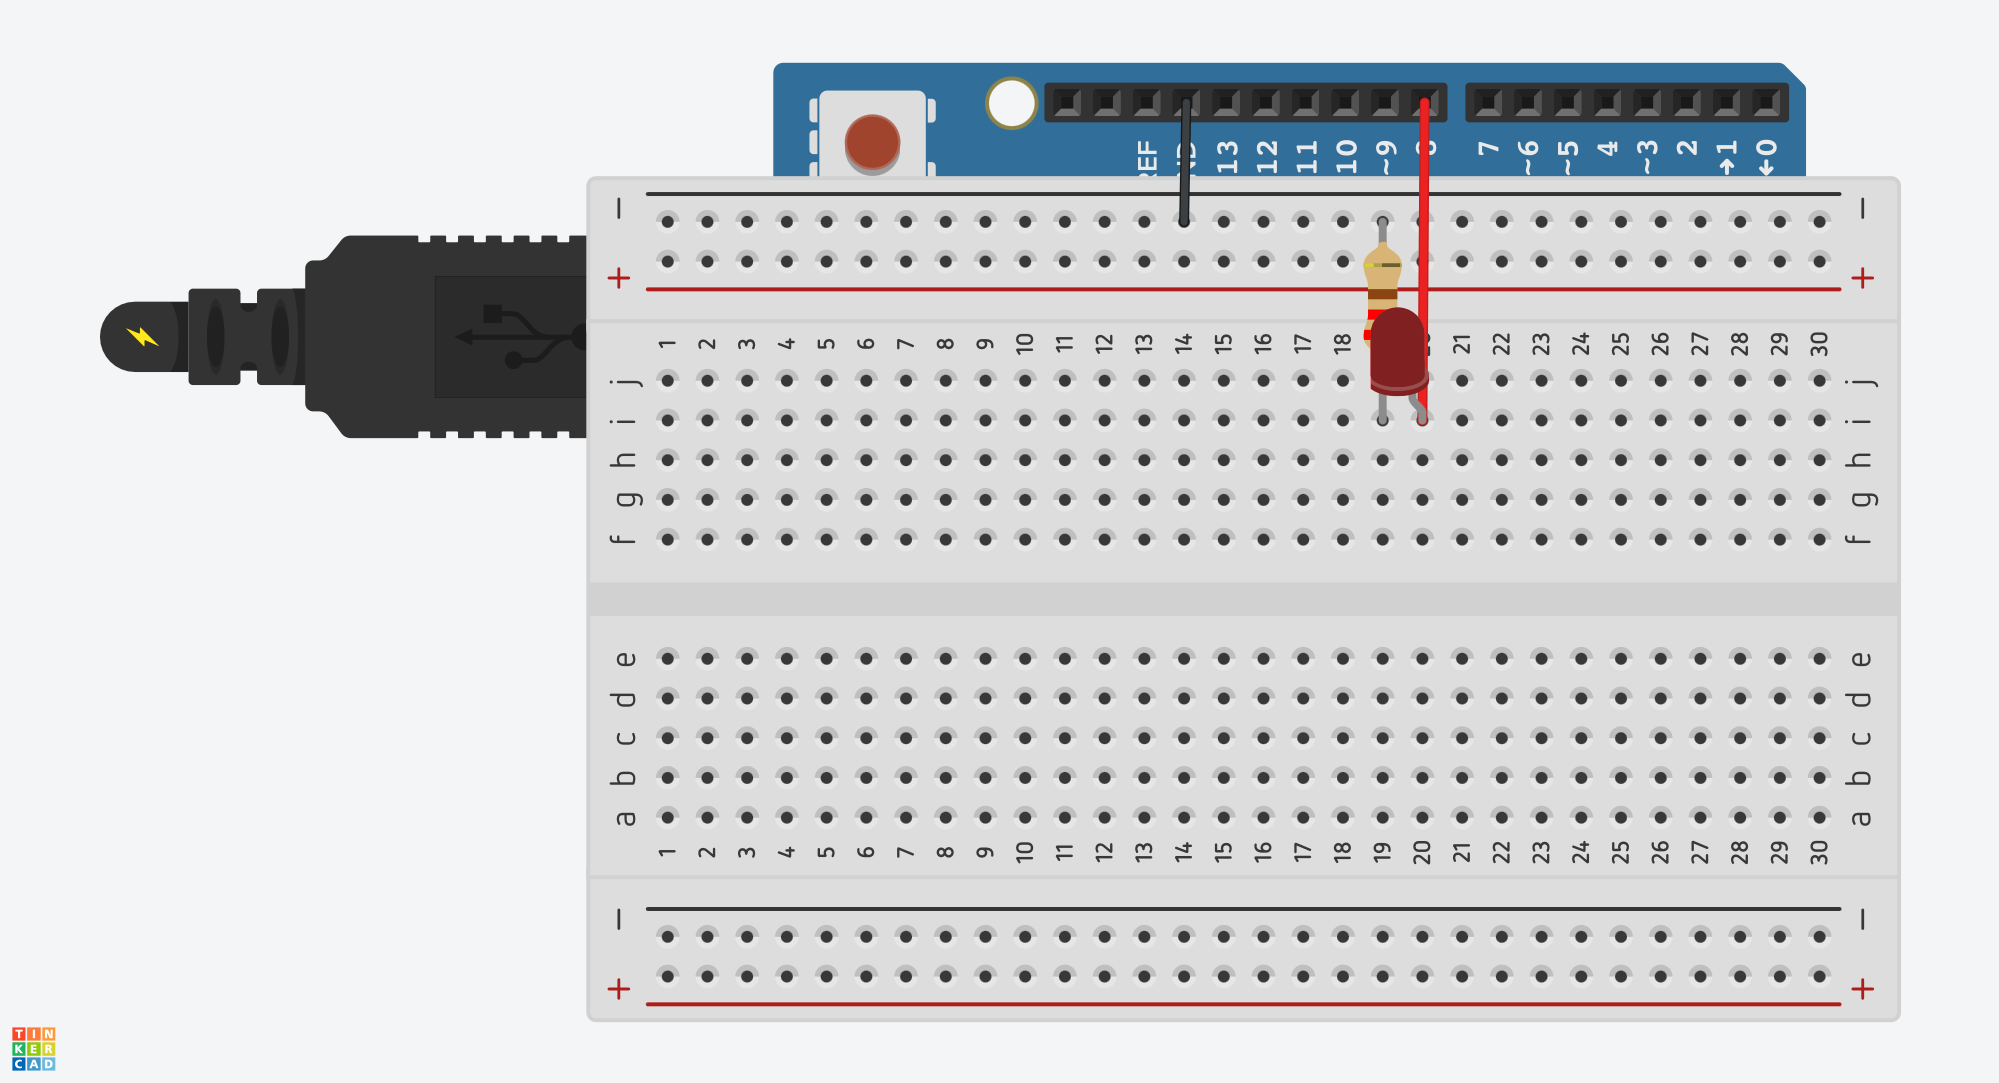 REF 13 12 11 10 ~9 8 7 ~6 ~5 4 ~3 2 →1 ←0
− −
+ +
1 2 3 4 5 6 7 8 9 10 11 12 13 14 15 16 17 18 21 22 23 24 25 26 27 28 29 30
j j
i i
h h
g g
f f
e e
d d
c c
b b
a a
1 2 3 4 5 6 7 8 9 10 11 12 13 14 15 16 17 18 19 20 21 22 23 24 25 26 27 28 29 30
− −
+ +
TIN
KER
CAD